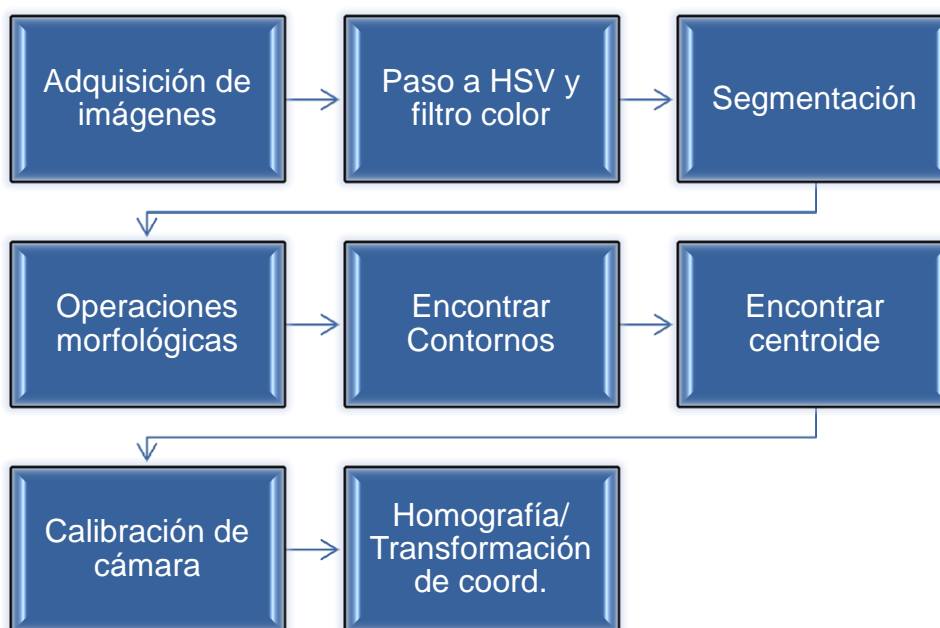 Adquisición de
imágenes
Paso a HSV y
filtro color
Segmentación
Operaciones
morfológicas
Encontrar
Contornos
Encontrar
centroide
Calibración de
cámara
Homografía/
Transformación
de coord.